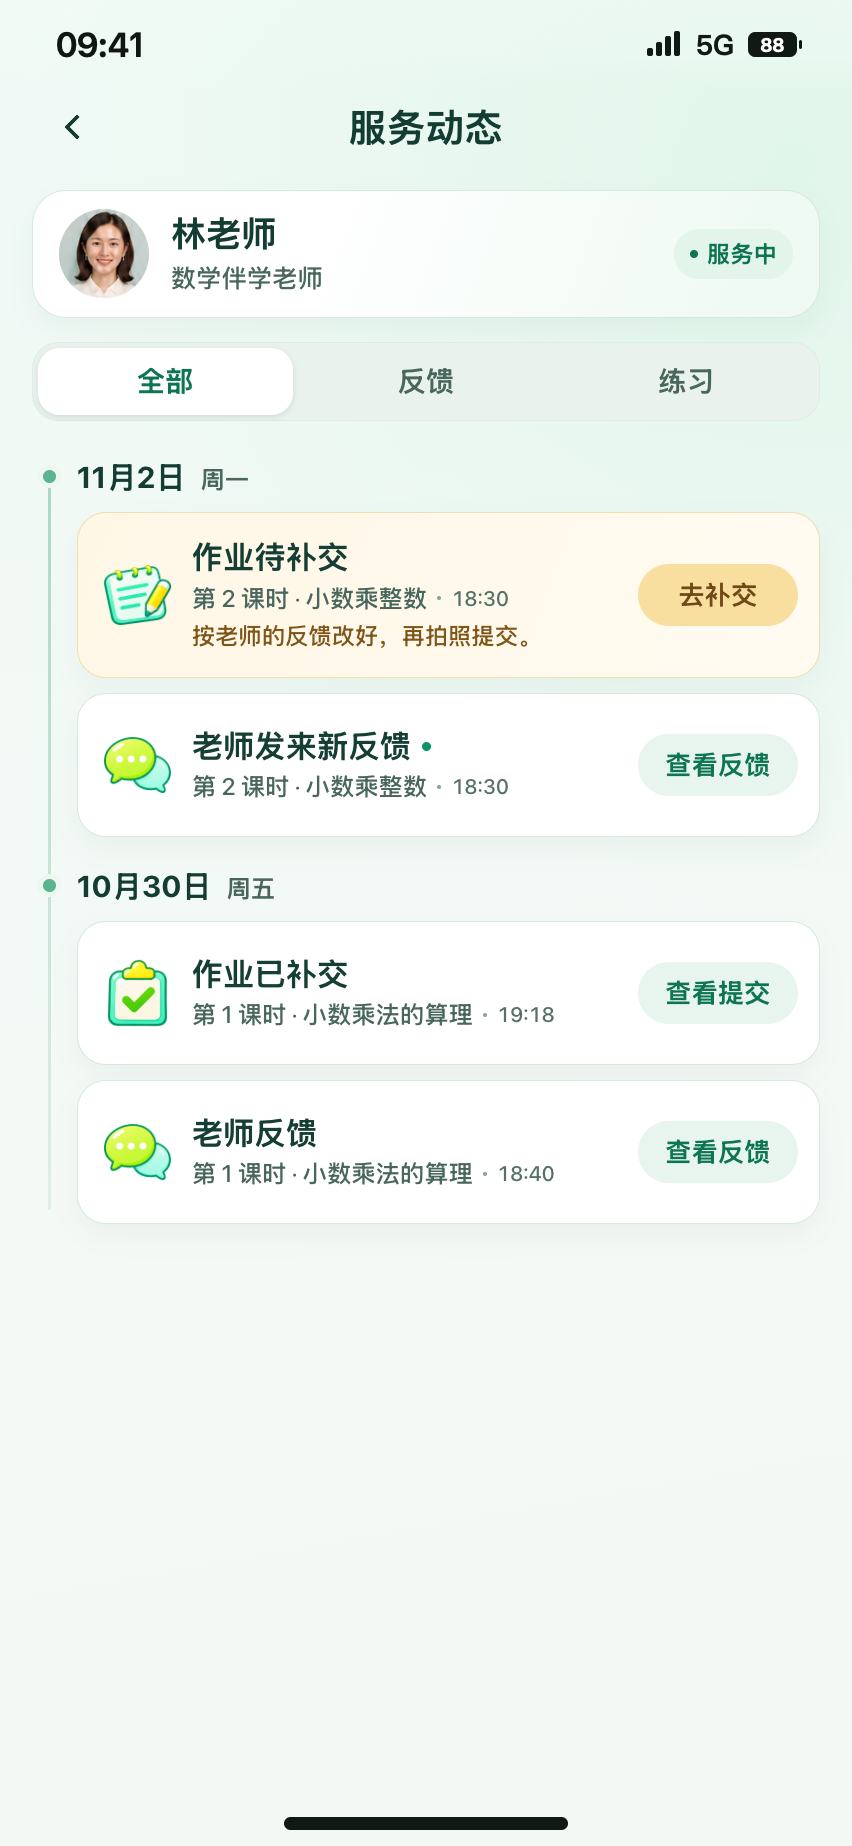 09:41
5G 88
服务动态
林老师
数学伴学老师
• 服务中
全部 反馈 练习
11月2日 周一
作业待补交
第 2 课时 · 小数乘整数 · 18:30
按老师的反馈改好，再拍照提交。
去补交
老师发来新反馈
第 2 课时 · 小数乘整数 · 18:30
查看反馈
10月30日 周五
作业已补交
第 1 课时 · 小数乘法的算理 · 19:18
查看提交
老师反馈
第 1 课时 · 小数乘法的算理 · 18:40
查看反馈